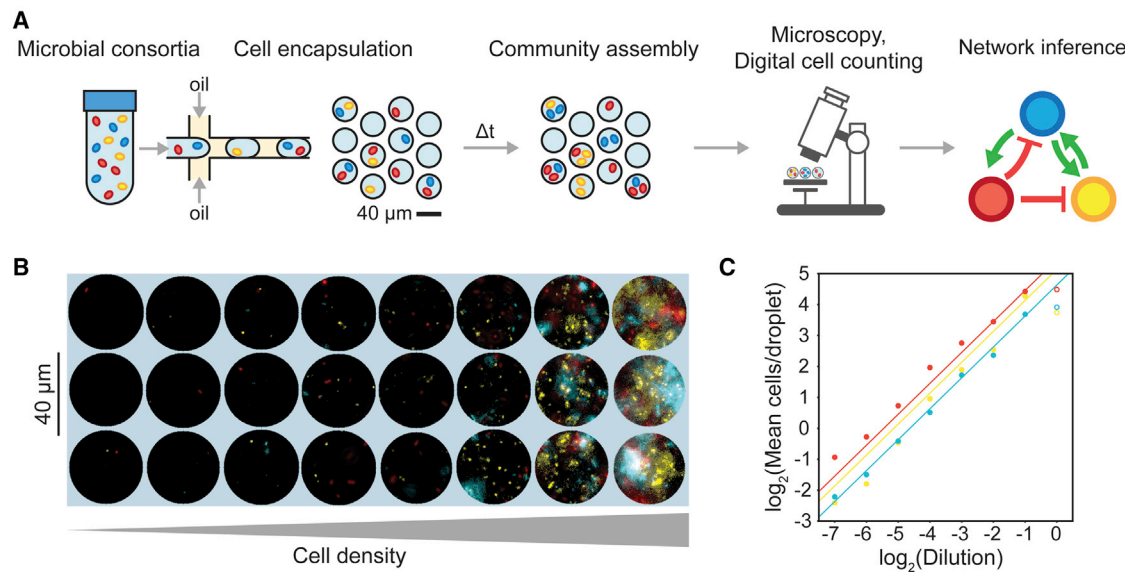 A
Microbial consortia
Cell encapsulation
Community assembly
Microscopy,
Digital cell counting
Network inference
oil
oil
Δt
40 μm
B
40 μm
Cell density
C
log2(Mean cells/droplet)
5
4
3
2
1
0
-1
-2
-3
-7 -6 -5 -4 -3 -2 -1 0
log2(Dilution)